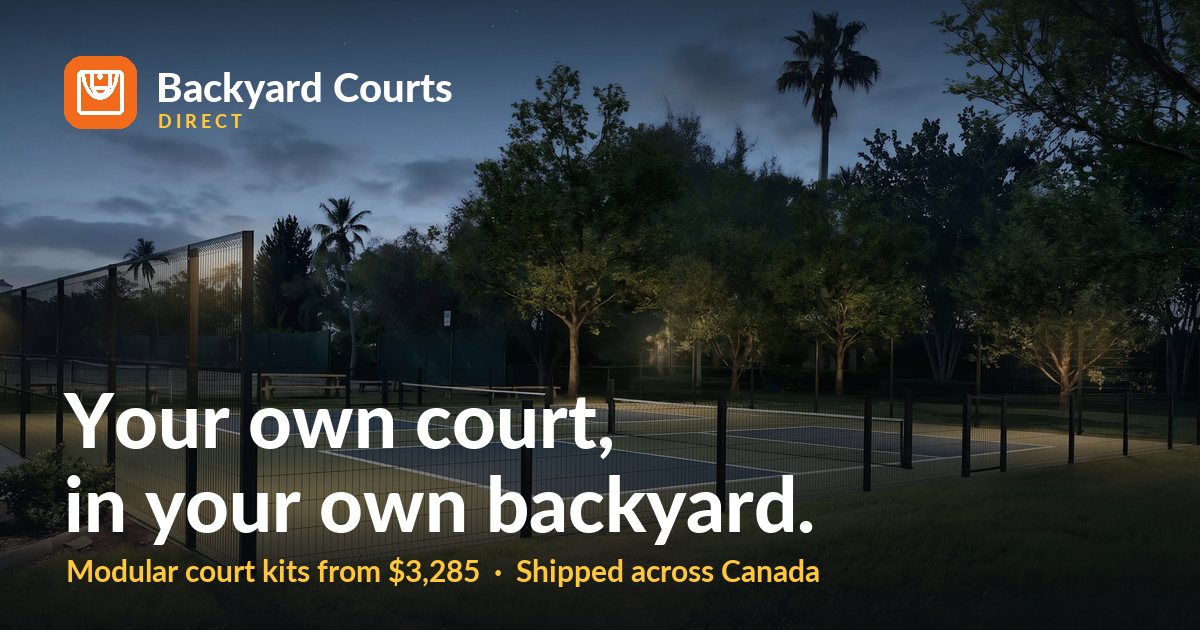 Backyard Courts
DIRECT
Your own court,
in your own backyard.
Modular court kits from $3,285 · Shipped across Canada